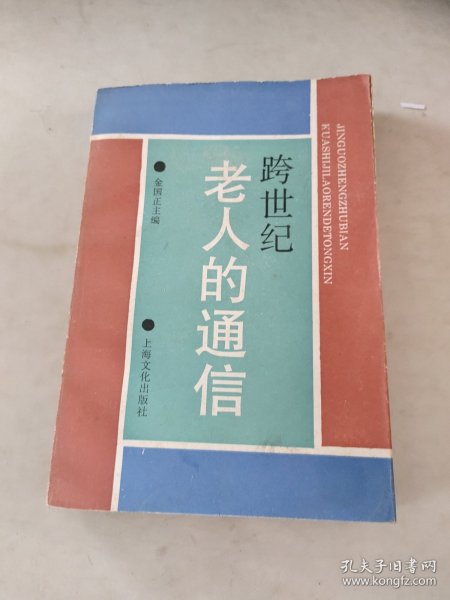 跨世纪
老人的通信
●金国正主编
●上海文化出版社
JINGUOZHENGZHUBIAN
KUASHIJILAORENDETONGXIN
孔夫子旧书网
www.kongfz.com